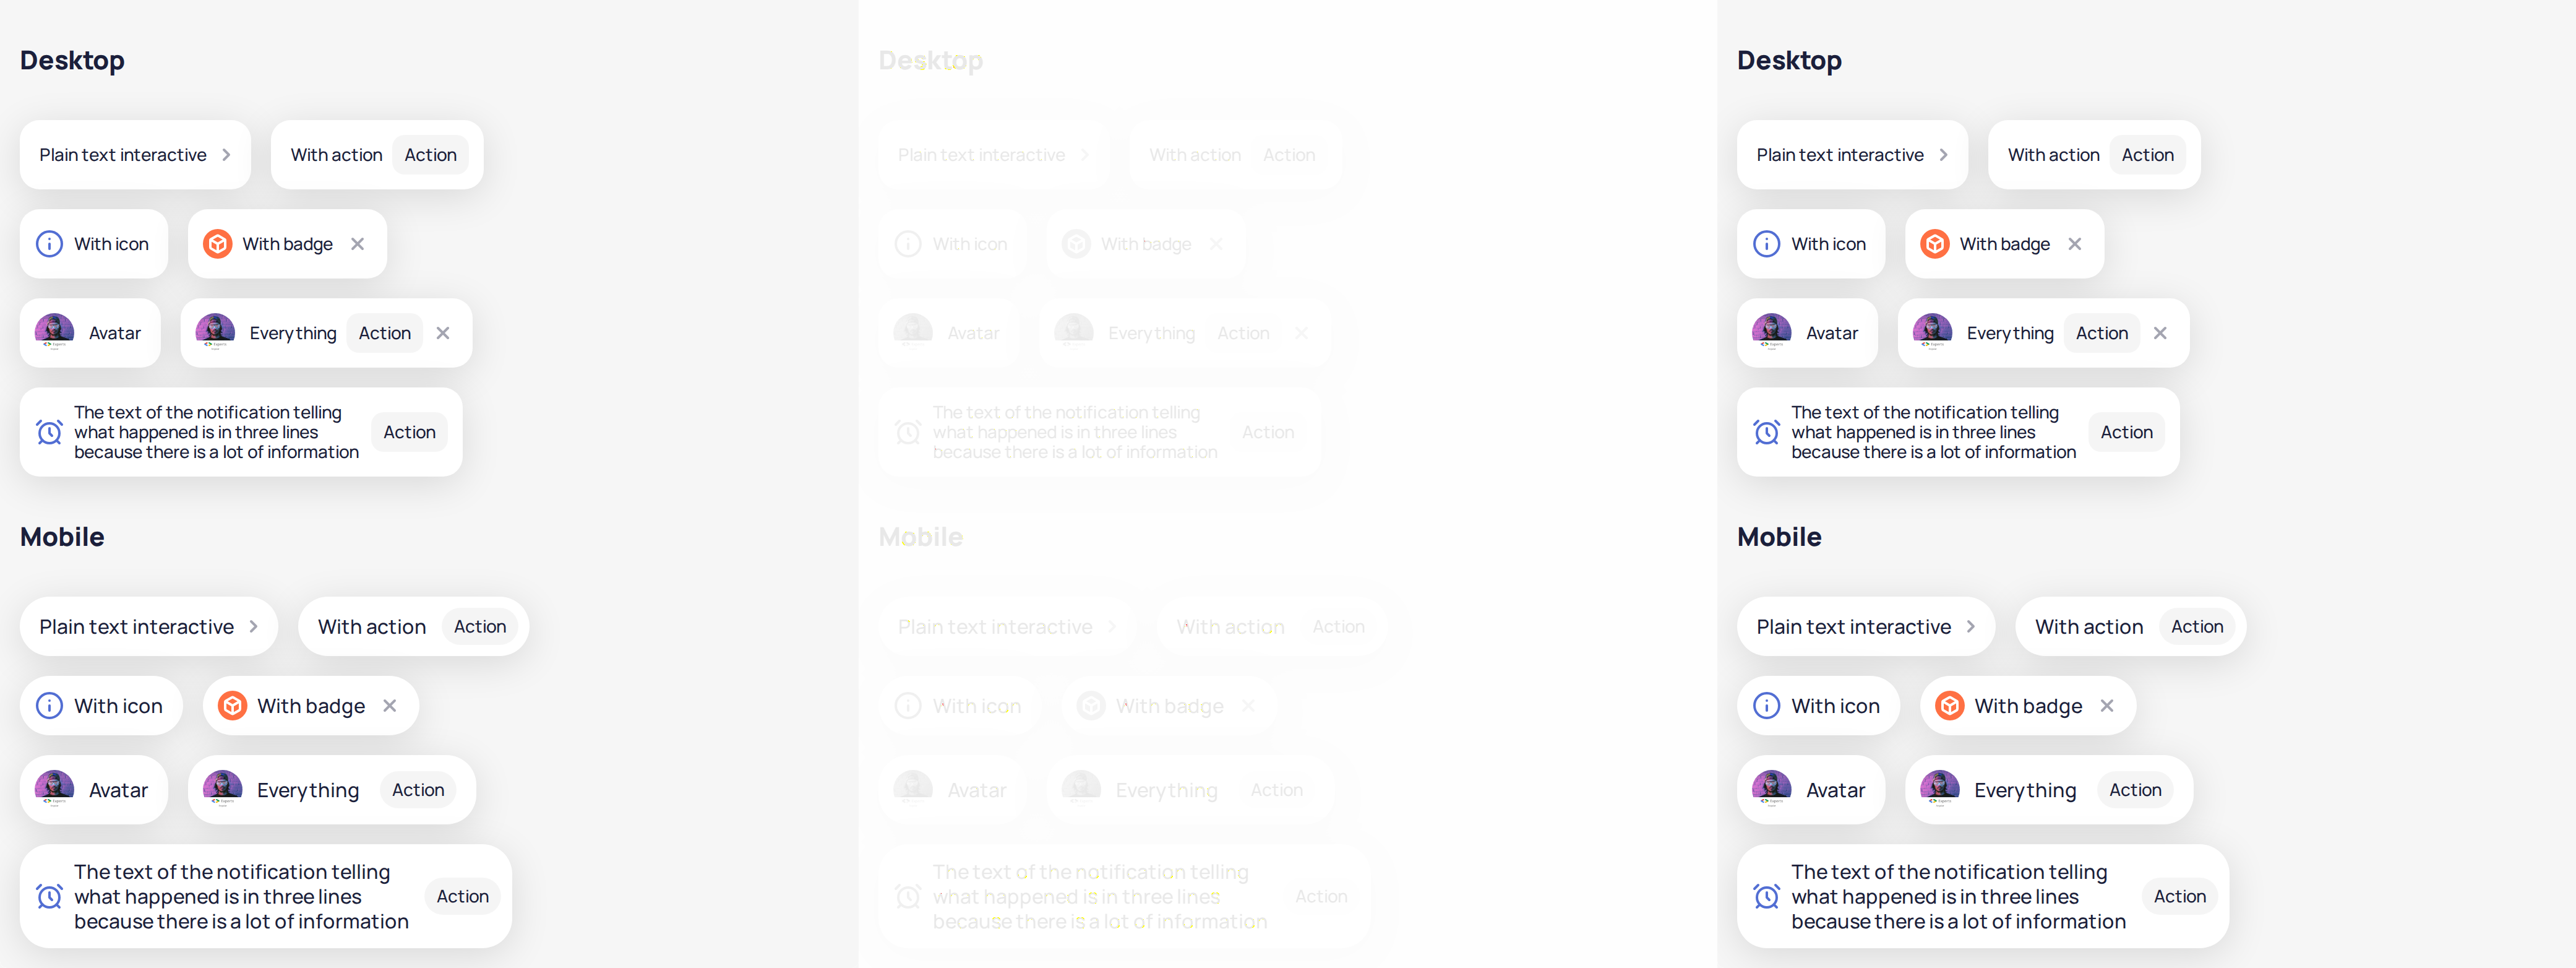 Desktop
Plain text interactive
With action
Action
With icon
With badge
Avatar
Everything
Action
The text of the notification telling
what happened is in three lines
because there is a lot of information
Action
Mobile
Plain text interactive
With action
Action
With icon
With badge
Avatar
Everything
Action
The text of the notification telling
what happened is in three lines
because there is a lot of information
Action
Desktop
Plain text interactive
With action
Action
With icon
With badge
Avatar
Everything
Action
The text of the notification telling
what happened is in three lines
because there is a lot of information
Action
Mobile
Plain text interactive
With action
Action
With icon
With badge
Avatar
Everything
Action
The text of the notification telling
what happened is in three lines
because there is a lot of information
Action
Desktop
Plain text interactive
With action
Action
With icon
With badge
Avatar
Everything
Action
The text of the notification telling
what happened is in three lines
because there is a lot of information
Action
Mobile
Plain text interactive
With action
Action
With icon
With badge
Avatar
Everything
Action
The text of the notification telling
what happened is in three lines
because there is a lot of information
Action